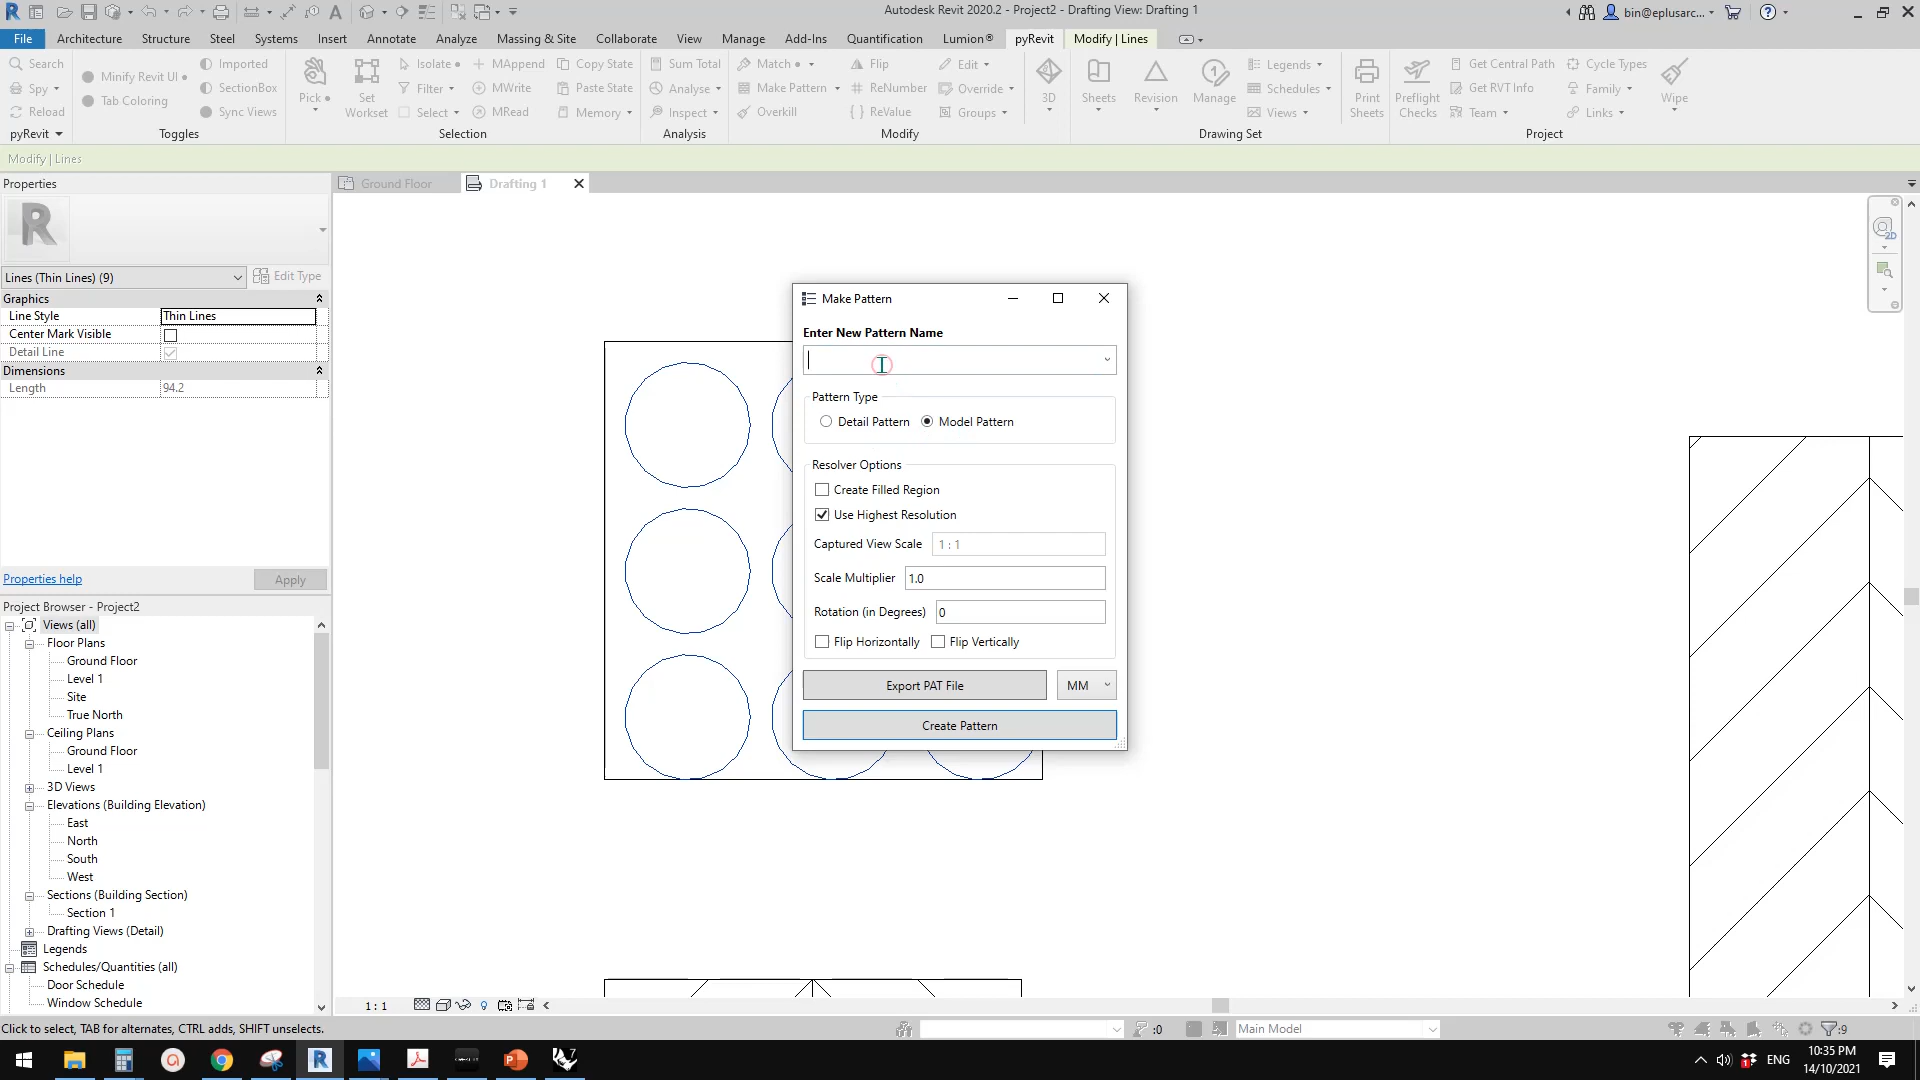 Autodesk Revit 2020.2 - Project2 - Drafting View: Drafting 1
bin@eplusarc...
File Architecture Structure Steel Systems Insert Annotate Analyze Massing & Site Collaborate View Manage Add-Ins Quantification Lumion® pyRevit Modify | Lines
Search
Spy
Reload
pyRevit
Minify Revit UI
Tab Coloring
Imported
SectionBox
Sync Views
Toggles
Pick
Set
Workset
Isolate
Filter
Select
MAppend
MWrite
MRead
Copy State
Paste State
Memory
Selection
Sum Total
Analyse
Inspect
Analysis
Match
Make Pattern
Overkill
Flip
ReNumber
ReValue
Edit
Override
Groups
Modify
3D
Sheets
Revision
Manage
Legends
Schedules
Views
Drawing Set
Print
Sheets
Preflight
Checks
Get Central Path
Get RVT Info
Team
Cycle Types
Family
Links
Wipe
Project
Modify | Lines
Properties
Ground Floor
Drafting 1
Lines (Thin Lines) (9)
Edit Type
Graphics
Line Style Thin Lines
Center Mark Visible
Detail Line
Dimensions
Length 94.2
Properties help
Apply
Project Browser - Project2
Views (all)
Floor Plans
Ground Floor
Level 1
Site
True North
Ceiling Plans
Ground Floor
Level 1
3D Views
Elevations (Building Elevation)
East
North
South
West
Sections (Building Section)
Section 1
Drafting Views (Detail)
Legends
Schedules/Quantities (all)
Door Schedule
Window Schedule
Make Pattern
Enter New Pattern Name
Pattern Type
Detail Pattern Model Pattern
Resolver Options
Create Filled Region
Use Highest Resolution
Captured View Scale 1 : 1
Scale Multiplier 1.0
Rotation (in Degrees) 0
Flip Horizontally Flip Vertically
Export PAT File MM
Create Pattern
2D
1 : 1
Click to select, TAB for alternates, CTRL adds, SHIFT unselects.
:0
Main Model
:9
ENG
10:35 PM
14/10/2021